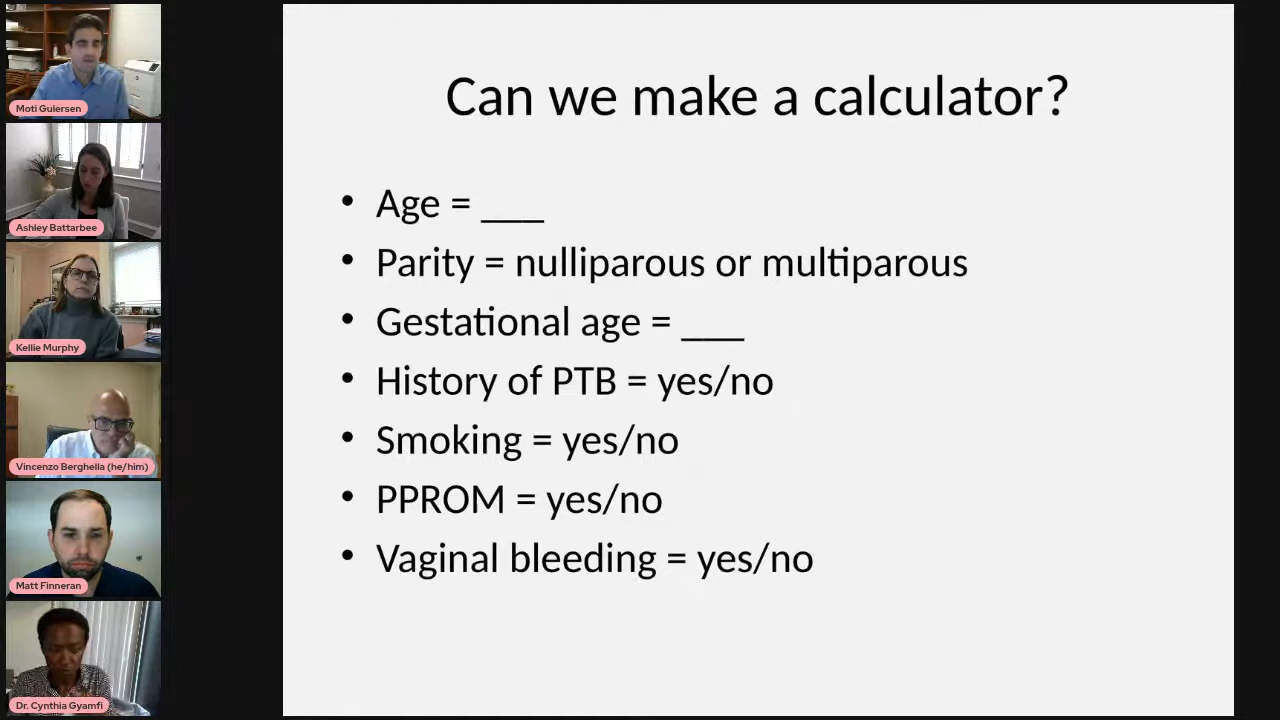 Moti Gulersen
Ashley Battarbee
Kellie Murphy
Vincenzo Berghella (he/him)
Matt Finneran
Dr. Cynthia Gyamfi
Can we make a calculator?
• Age = ___
• Parity = nulliparous or multiparous
• Gestational age = ___
• History of PTB = yes/no
• Smoking = yes/no
• PPROM = yes/no
• Vaginal bleeding = yes/no